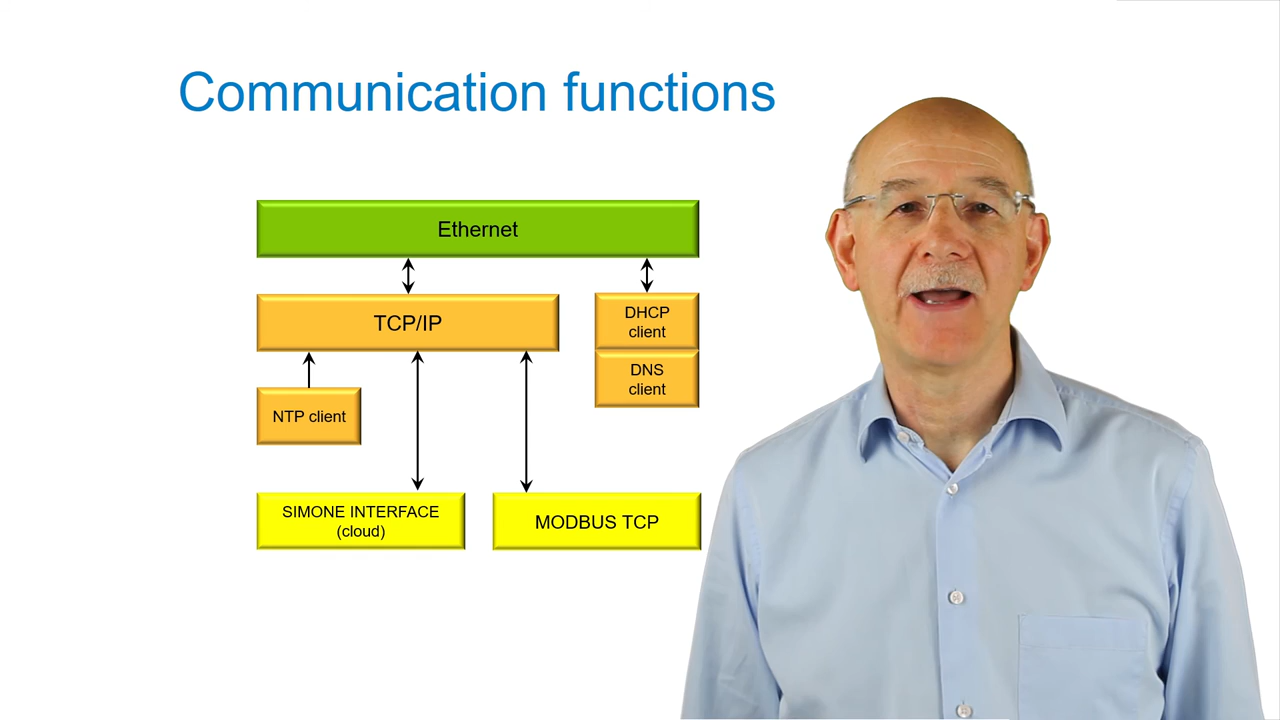 Communication functions
Ethernet
TCP/IP
DHCP
client
DNS
client
NTP client
SIMONE INTERFACE
(cloud)
MODBUS TCP